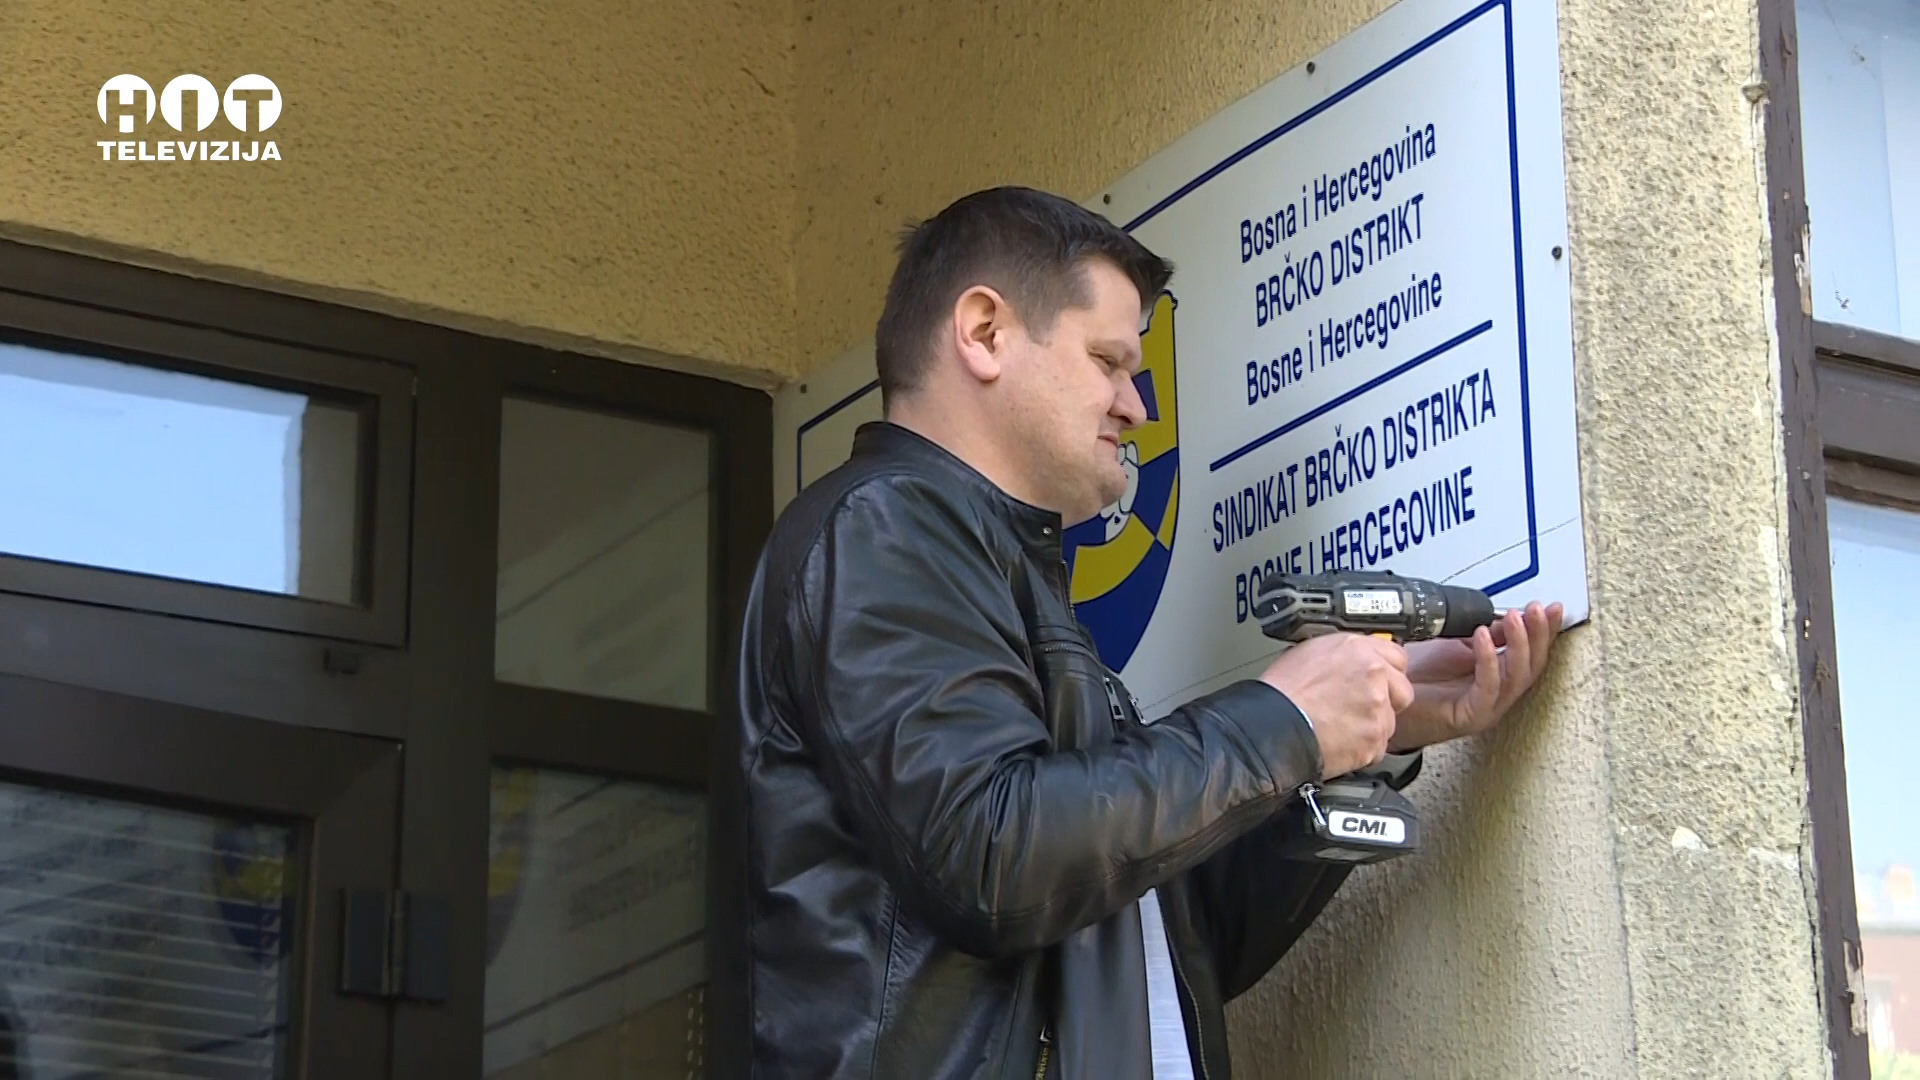 HIT
TELEVIZIJA
Bosna i Hercegovina
BRČKO DISTRIKT
Bosne i Hercegovine
SINDIKAT BRČKO DISTRIKTA
BOSNE I HERCEGOVINE
CMI